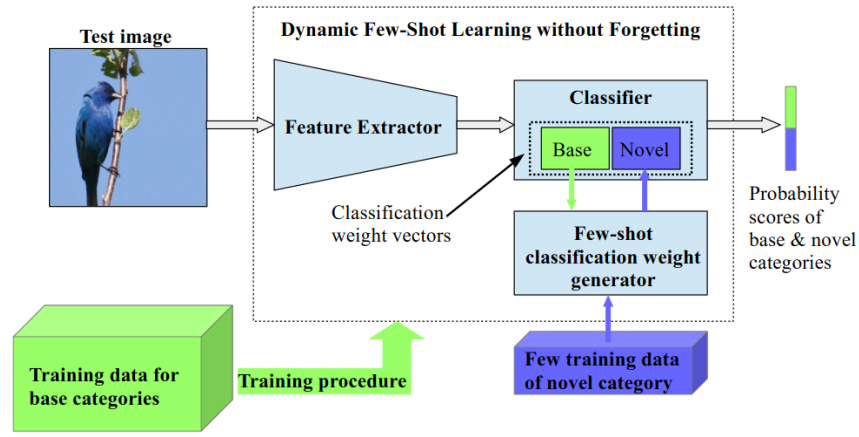 Test image
Dynamic Few-Shot Learning without Forgetting
Feature Extractor
Classifier
Base
Novel
Classification
weight vectors
Few-shot
classification weight
generator
Probability
scores of
base & novel
categories
Training data for
base categories
Training procedure
Few training data
of novel category